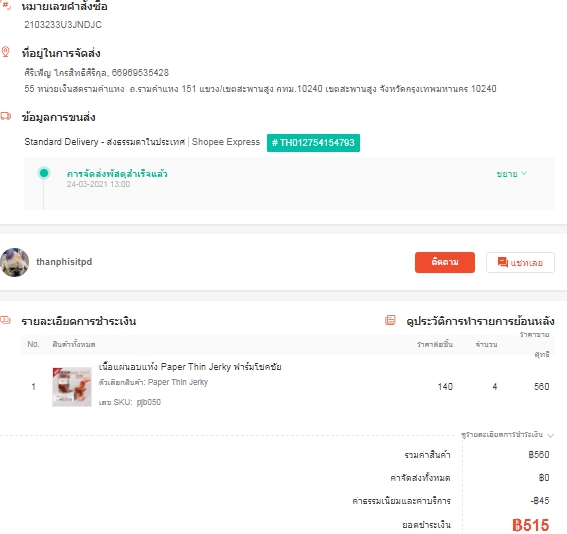 หมายเลขคำสั่งซื้อ
2103233U3JNDJC
ที่อยู่ในการจัดส่ง
ศิริเพ็ญ ไกรสิทธิ์ศิริกุล, 66969535428
55 หน่วยเงินสดรามคำแหง ถ.รามคำแหง 151 แขวง/เขตสะพานสูง กทม.10240 เขตสะพานสูง จังหวัดกรุงเทพมหานคร 10240
ข้อมูลการขนส่ง
Standard Delivery - ส่งธรรมดาในประเทศ | Shopee Express # TH012754154793
การจัดส่งพัสดุสำเร็จแล้ว ขยาย
24-03-2021 13:00
thanphisitpd ติดตาม แชทเลย
รายละเอียดการชำระเงิน ดูประวัติการทำรายการย้อนหลัง
No. สินค้าทั้งหมด ราคาต่อชิ้น จำนวน ราคาขายสุทธิ
1 เนื้อแผ่นอบแห้ง Paper Thin Jerky ฟาร์มโชคชัย 140 4 560
ตัวเลือกสินค้า: Paper Thin Jerky
เลข SKU: pjb050
ดูรายละเอียดการชำระเงิน
รวมค่าสินค้า ฿560
ค่าจัดส่งทั้งหมด ฿0
ค่าธรรมเนียมและค่าบริการ -฿45
ยอดชำระเงิน ฿515